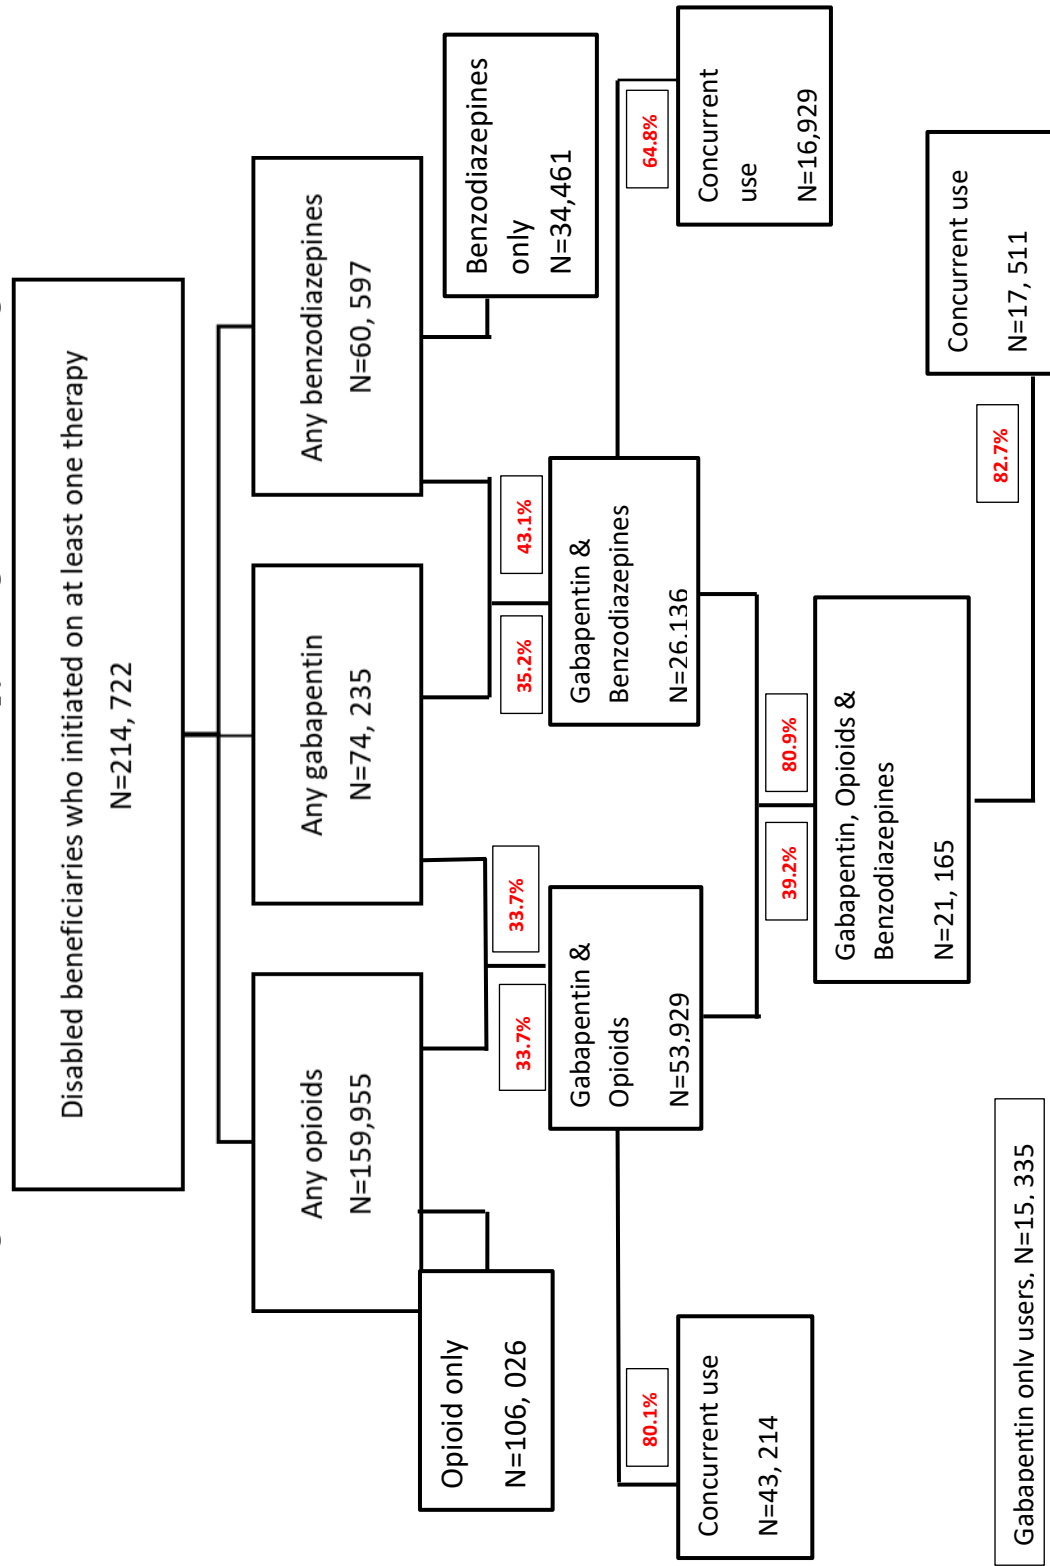 Disabled beneficiaries who initiated on at least one therapy
N=214, 722
Any opioids
N=159,955
Any gabapentin
N=74, 235
Any benzodiazepines
N=60, 597
Opioid only
N=106, 026
Benzodiazepines
only
N=34,461
33.7%
33.7%
35.2%
43.1%
Gabapentin &
Opioids
N=53,929
Gabapentin &
Benzodiazepines
N=26.136
80.1%
64.8%
Concurrent use
N=43, 214
Concurrent
use
N=16,929
39.2%
80.9%
Gabapentin, Opioids &
Benzodiazepines
N=21, 165
82.7%
Concurrent use
N=17, 511
Gabapentin only users. N=15. 335